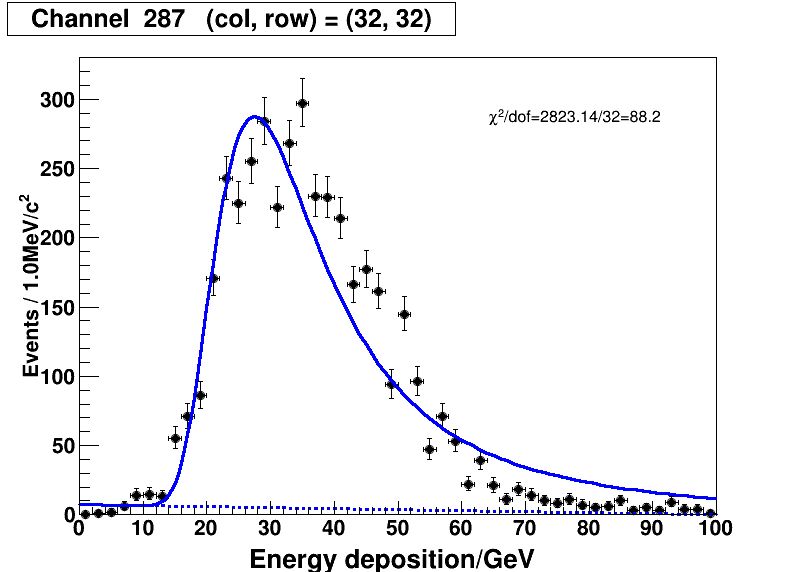 Channel 287 (col, row) = (32, 32)
χ²/dof=2823.14/32=88.2
Events / 1.0MeV/c²
300
250
200
150
100
50
0
0 10 20 30 40 50 60 70 80 90 100
Energy deposition/GeV